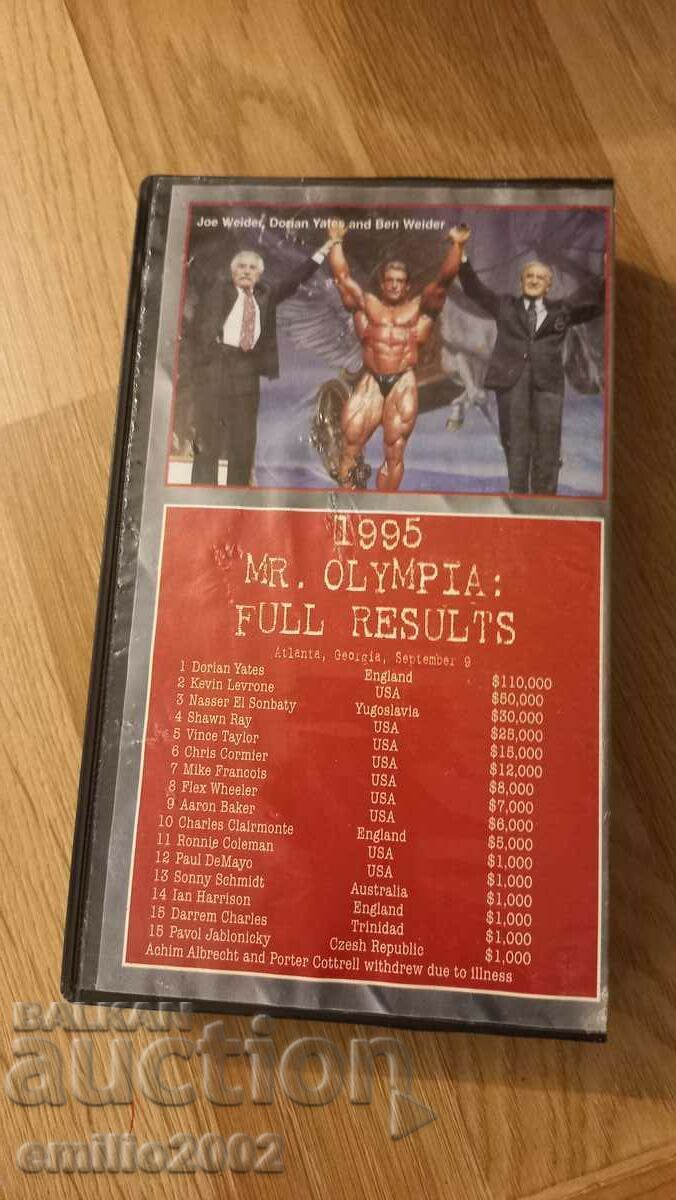 Joe Weider, Dorian Yates and Ben Weider
1995
MR. OLYMPIA:
FULL RESULTS
Atlanta, Georgia, September 9
1 Dorian Yates England $110,000
2 Kevin Levrone USA $50,000
3 Nasser El Sonbaty Yugoslavia $30,000
4 Shawn Ray USA $25,000
5 Vince Taylor USA $15,000
6 Chris Cormier USA $12,000
7 Mike Francois USA $8,000
8 Flex Wheeler USA $7,000
9 Aaron Baker USA $6,000
10 Charles Clairmonte England $5,000
11 Ronnie Coleman USA $1,000
12 Paul DeMayo USA $1,000
13 Sonny Schmidt Australia $1,000
14 Ian Harrison England $1,000
15 Darrem Charles Trinidad $1,000
15 Pavol Jablonicky Czesh Republic $1,000
Achim Albrecht and Porter Cottrell withdrew due to illness
BALKAN
auction
emilio2002